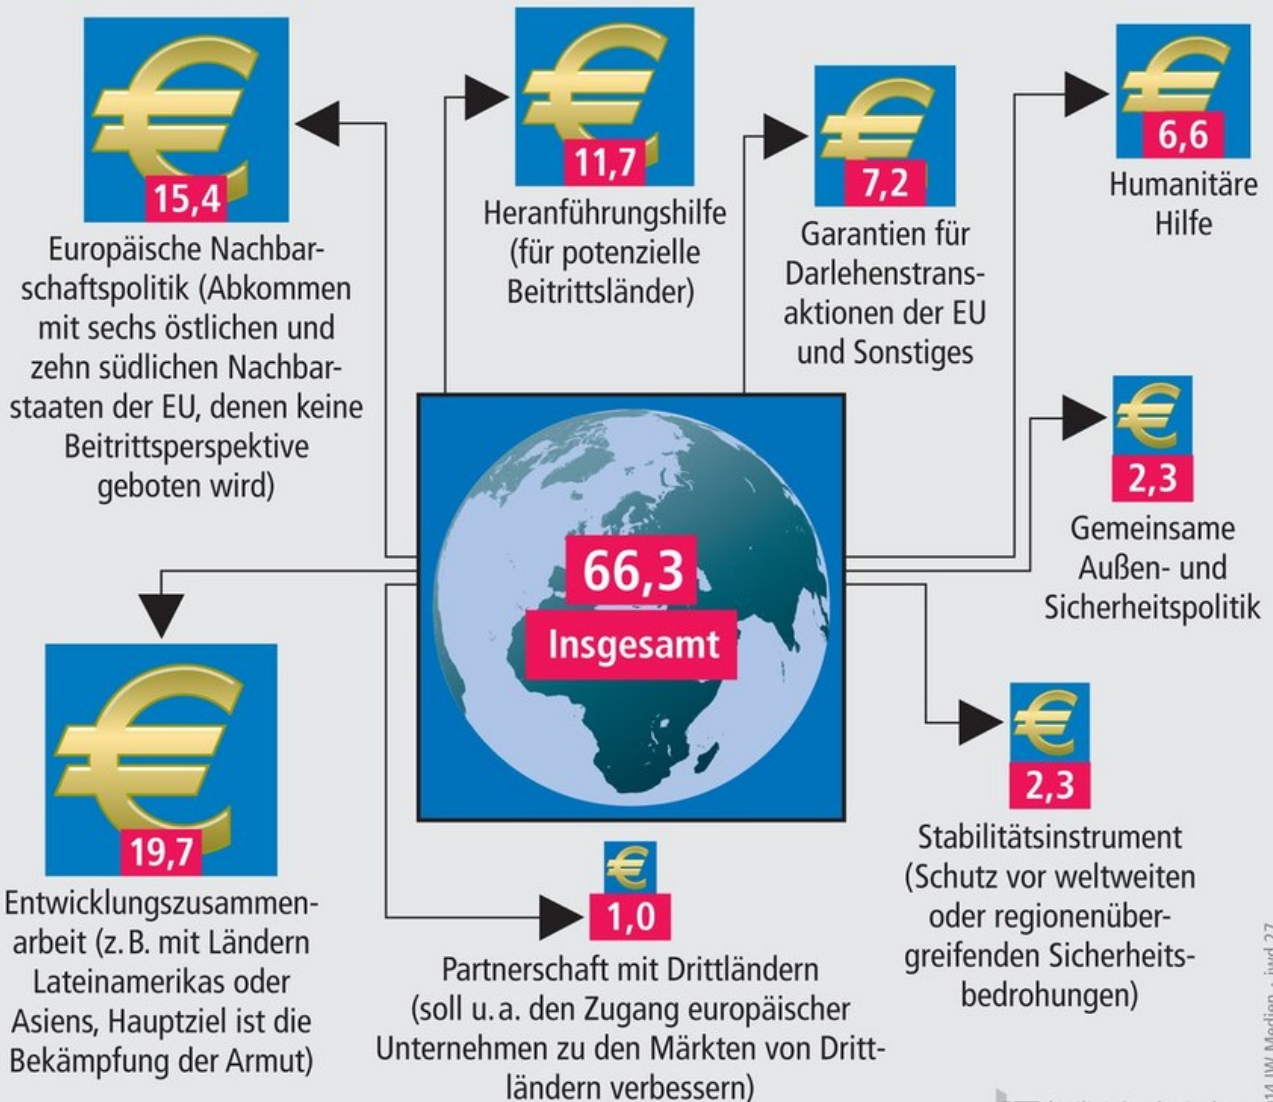 15,4
Europäische Nachbar-
schaftspolitik (Abkommen
mit sechs östlichen und
zehn südlichen Nachbar-
staaten der EU, denen keine
Beitrittsperspektive
geboten wird)
11,7
Heranführungshilfe
(für potenzielle
Beitrittsländer)
7,2
Garantien für
Darlehenstrans-
aktionen der EU
und Sonstiges
6,6
Humanitäre
Hilfe
2,3
Gemeinsame
Außen- und
Sicherheitspolitik
66,3
Insgesamt
19,7
Entwicklungszusammen-
arbeit (z. B. mit Ländern
Lateinamerikas oder
Asiens, Hauptziel ist die
Bekämpfung der Armut)
1,0
Partnerschaft mit Drittländern
(soll u. a. den Zugang europäischer
Unternehmen zu den Märkten von Dritt-
ländern verbessern)
2,3
Stabilitätsinstrument
(Schutz vor weltweiten
oder regionenüber-
greifenden Sicherheits-
bedrohungen)
IW Medien · iwd 27